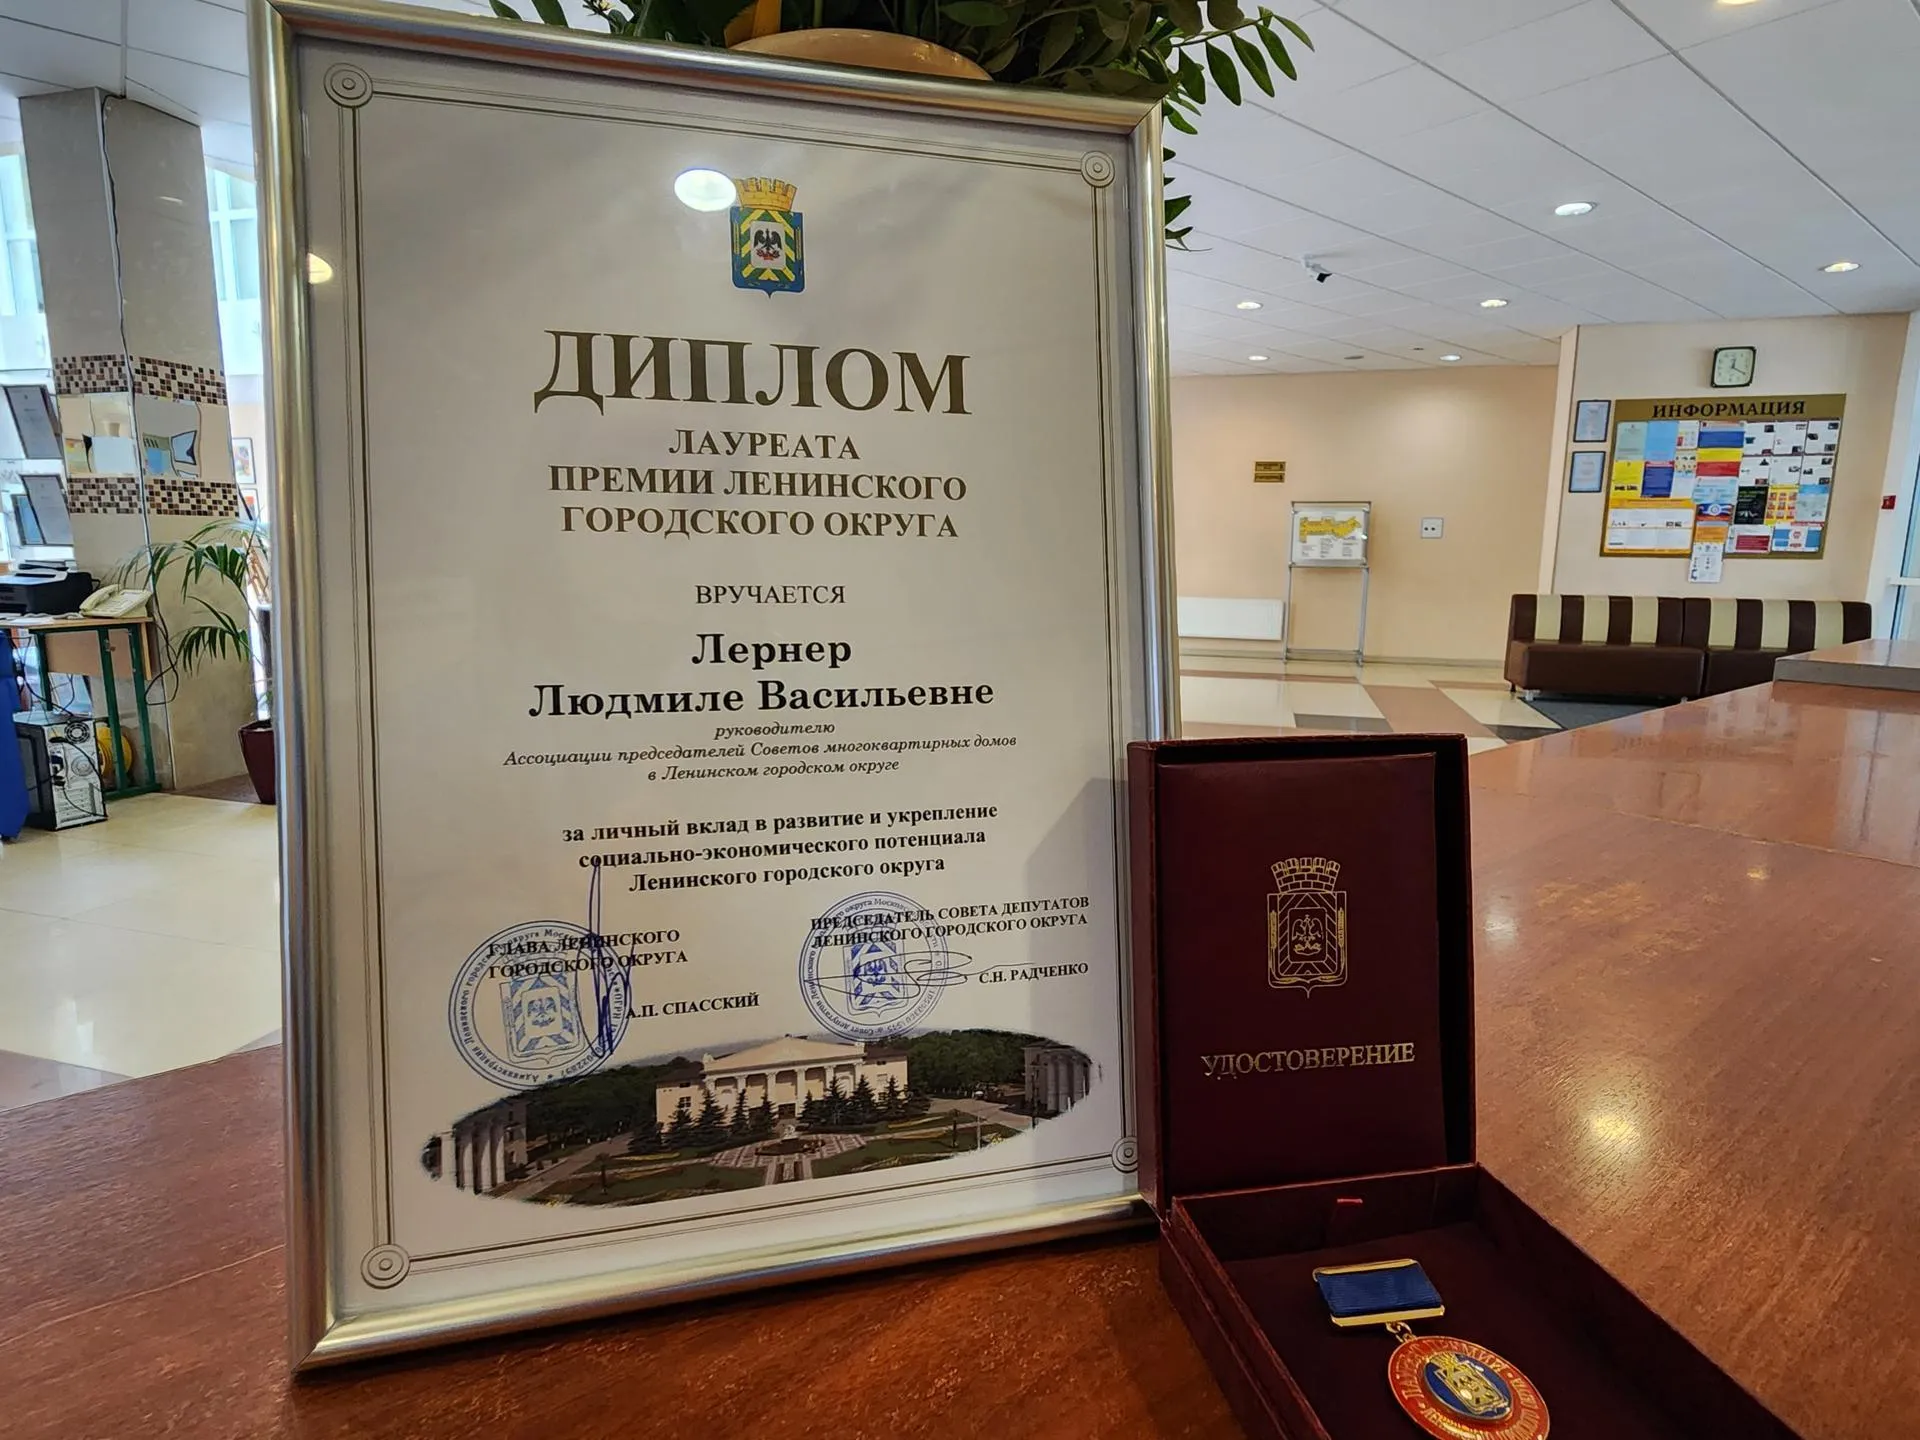 ДИПЛОМ
ЛАУРЕАТА
ПРЕМИИ ЛЕНИНСКОГО
ГОРОДСКОГО ОКРУГА
ВРУЧАЕТСЯ
Лернер
Людмиле Васильевне
руководителю
Ассоциации председателей Советов многоквартирных домов
в Ленинском городском округе
за личный вклад в развитие и укрепление
социально-экономического потенциала
Ленинского городского округа
ГЛАВА ЛЕНИНСКОГО
ГОРОДСКОГО ОКРУГА
А.П. СПАССКИЙ
ПРЕДСЕДАТЕЛЬ СОВЕТА ДЕПУТАТОВ
ЛЕНИНСКОГО ГОРОДСКОГО ОКРУГА
С.Н. РАДЧЕНКО
УДОСТОВЕРЕНИЕ
ИНФОРМАЦИЯ